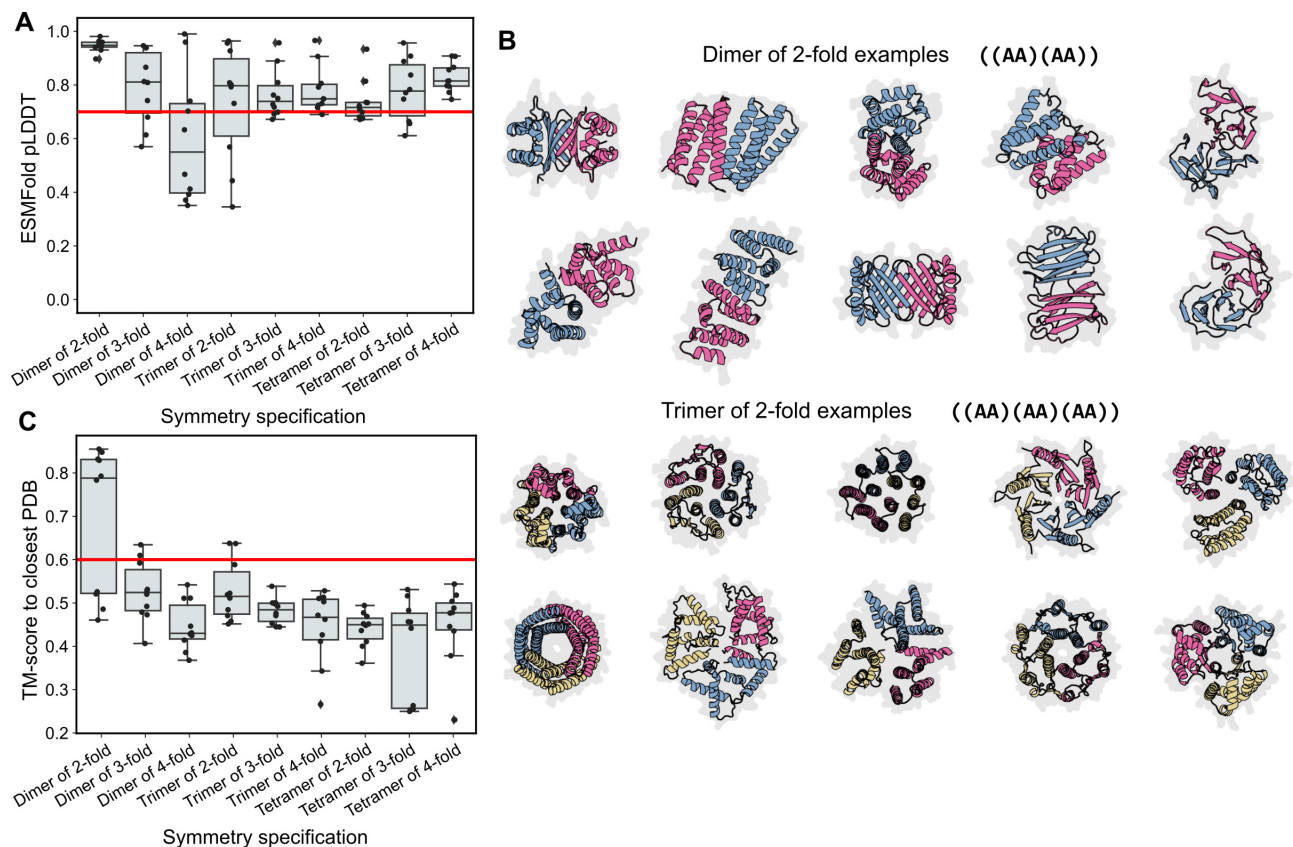 A
ESMFold pLDDT
1.0
0.8
0.6
0.4
0.2
0.0
Dimer of 2-fold
Dimer of 3-fold
Dimer of 4-fold
Trimer of 2-fold
Trimer of 3-fold
Trimer of 4-fold
Tetramer of 2-fold
Tetramer of 3-fold
Tetramer of 4-fold
Symmetry specification
B
Dimer of 2-fold examples ((AA)(AA))
Trimer of 2-fold examples ((AA)(AA)(AA))
C
TM-score to closest PDB
0.8
0.7
0.6
0.5
0.4
0.3
0.2
Dimer of 2-fold
Dimer of 3-fold
Dimer of 4-fold
Trimer of 2-fold
Trimer of 3-fold
Trimer of 4-fold
Tetramer of 2-fold
Tetramer of 3-fold
Tetramer of 4-fold
Symmetry specification